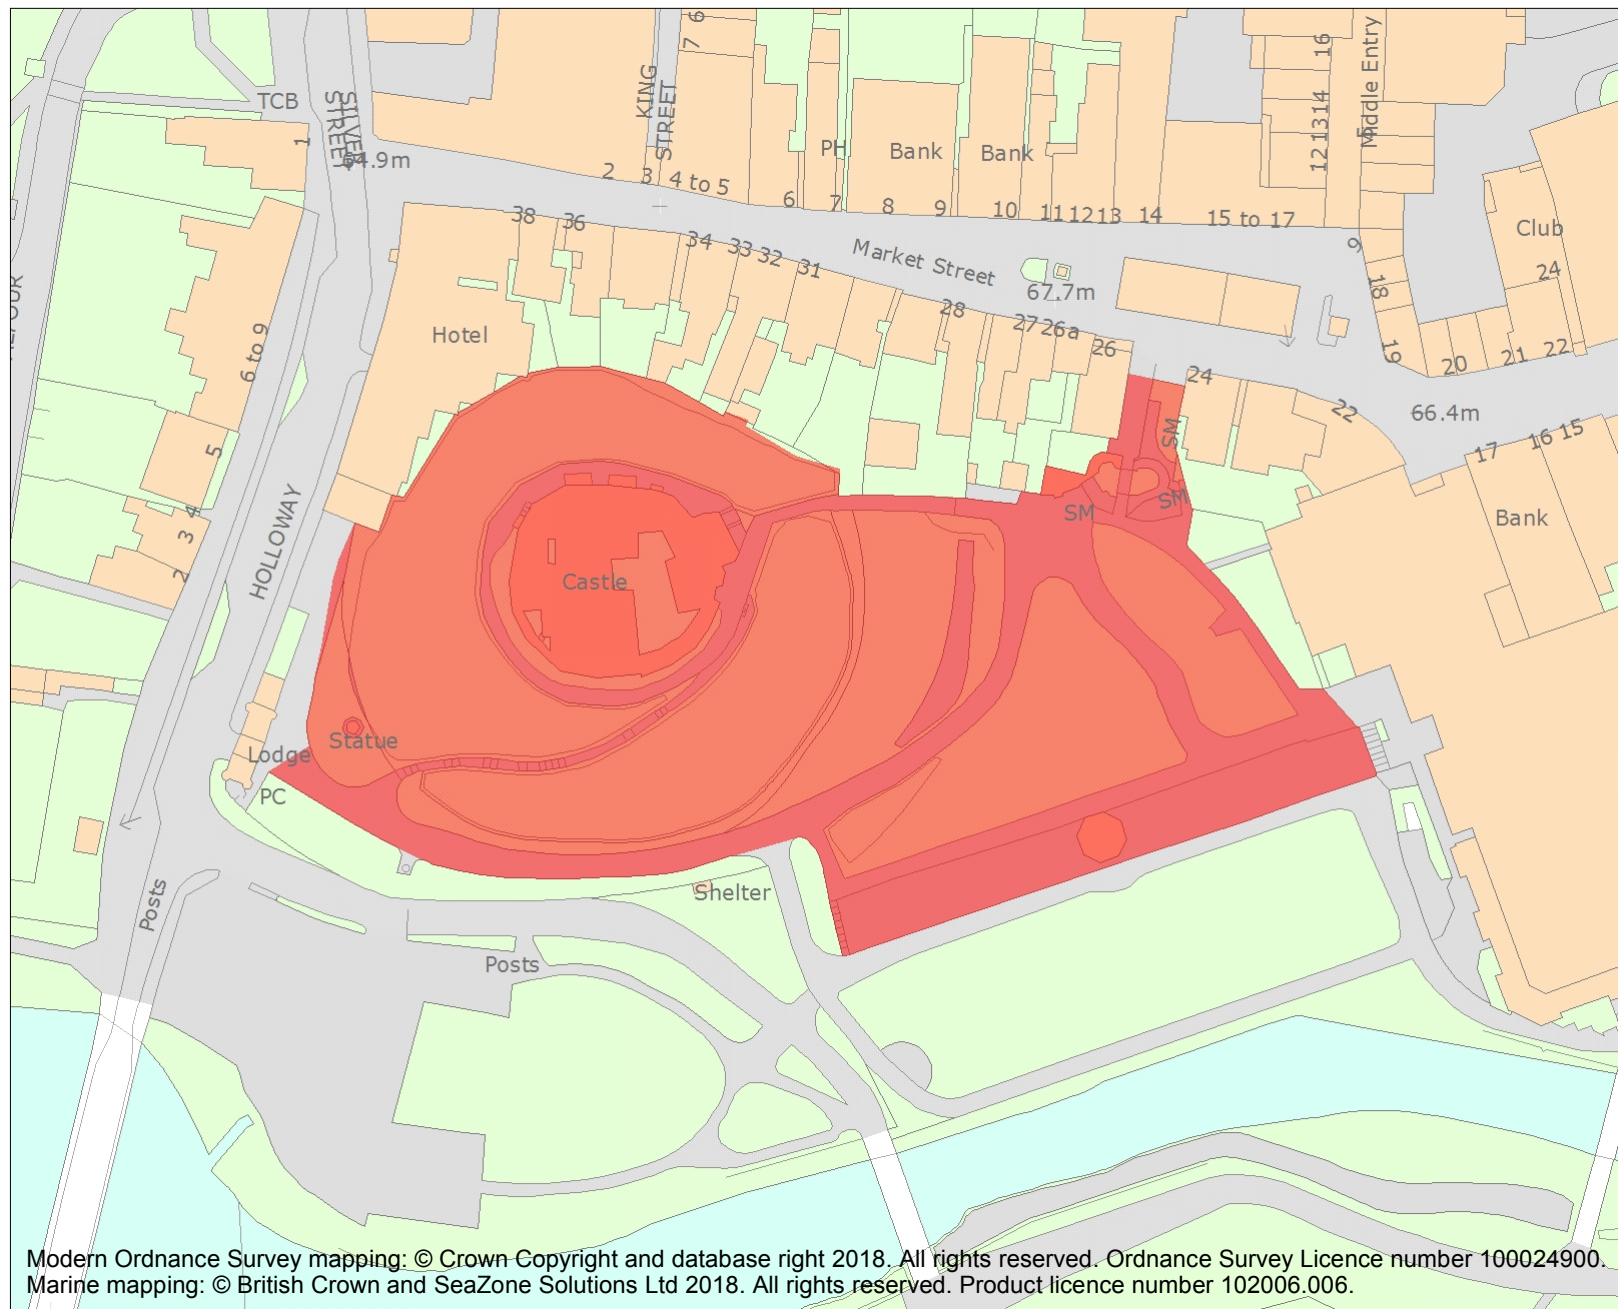 6
7
16
Middle Entry
KING
STREET
TCB
SILVER
STREET
1314
12
5
1
64.9m
PH
Bank
Bank
2
3
4 to 5
6
7
8
9
10
11
12
13
14
15 to 17
9
Club
24
38
36
34
33
32
31
Market Street
67.7m
18
28
27
26a
26
19
20
21
22
Hotel
6 to 9
24
22
66.4m
17
16
15
5
SM
SM
SM
Bank
4
3
2
HOLLOWAY
Castle
Statue
Lodge
PC
Shelter
Posts
Posts
Modern Ordnance Survey mapping: © Crown Copyright and database right 2018. All rights reserved. Ordnance Survey Licence number 100024900.
Marine mapping: © British Crown and SeaZone Solutions Ltd 2018. All rights reserved. Product licence number 102006.006.